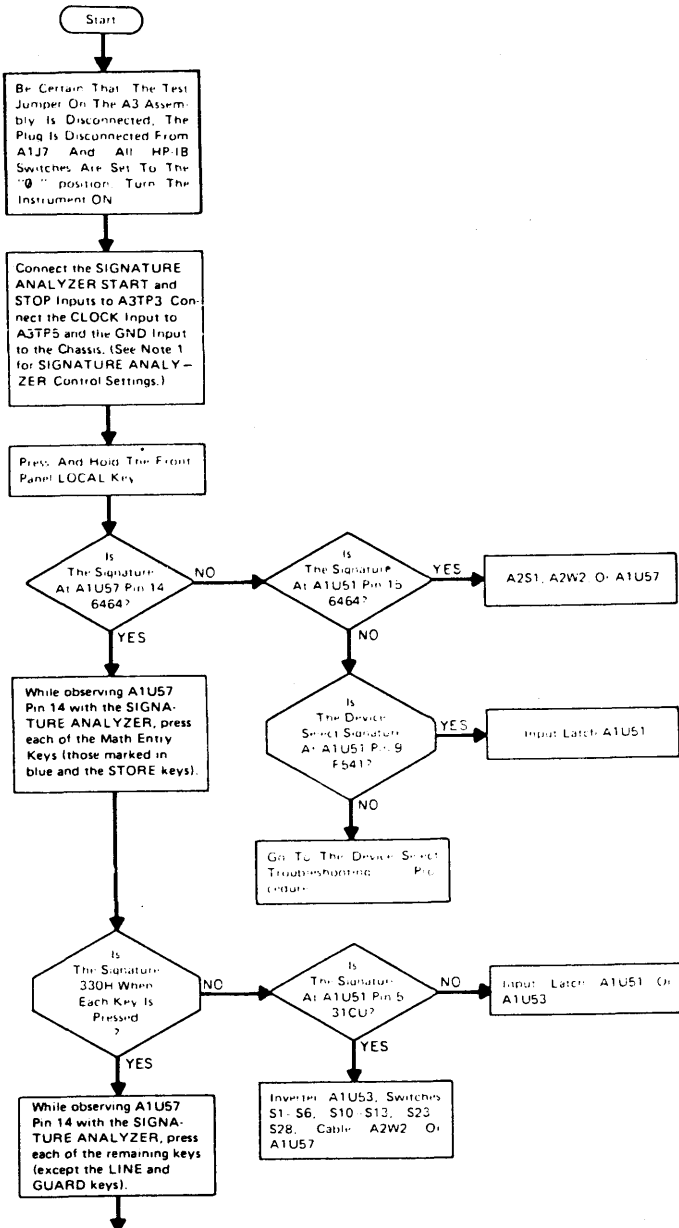 Start
Be Certain That The Test
Jumper On The A3 Assem-
bly Is Disconnected, The
Plug Is Disconnected From
A1J7 And All HP-IB
Switches Are Set To The
"0" position. Turn The
Instrument ON
Connect the SIGNATURE
ANALYZER START and
STOP Inputs to A3TP3 Con-
nect the CLOCK Input to
A3TP5 and the GND Input
to the Chassis. (See Note 1
for SIGNATURE ANALY-
ZER Control Settings.)
Press And Hold The Front
Panel LOCAL Key
Is
The Signature
At A1U57 Pin 14
6464?
NO
YES
Is
The Signature
At A1U51 Pin 15
6464?
YES
NO
A2S1, A2W2, Or A1U57
While observing A1U57
Pin 14 with the SIGNA-
TURE ANALYZER, press
each of the Math Entry
Keys (those marked in
blue and the STORE keys).
Is
The Device
Select Signature
At A1U51 Pin 9
F541?
YES
NO
Input Latch A1U51
Go To The Device Select
Troubleshooting Pro
cedure
Is
The Signature
330H When
Each Key Is
Pressed
?
NO
YES
Is
The Signature
At A1U51 Pin 5
31CU?
NO
YES
Input Latch A1U51 Or
A1U53
Inverter A1U53, Switches
S1-S6, S10-S13, S23
S28, Cable A2W2 Or
A1U57
While observing A1U57
Pin 14 with the SIGNA-
TURE ANALYZER, press
each of the remaining keys
(except the LINE and
GUARD keys).